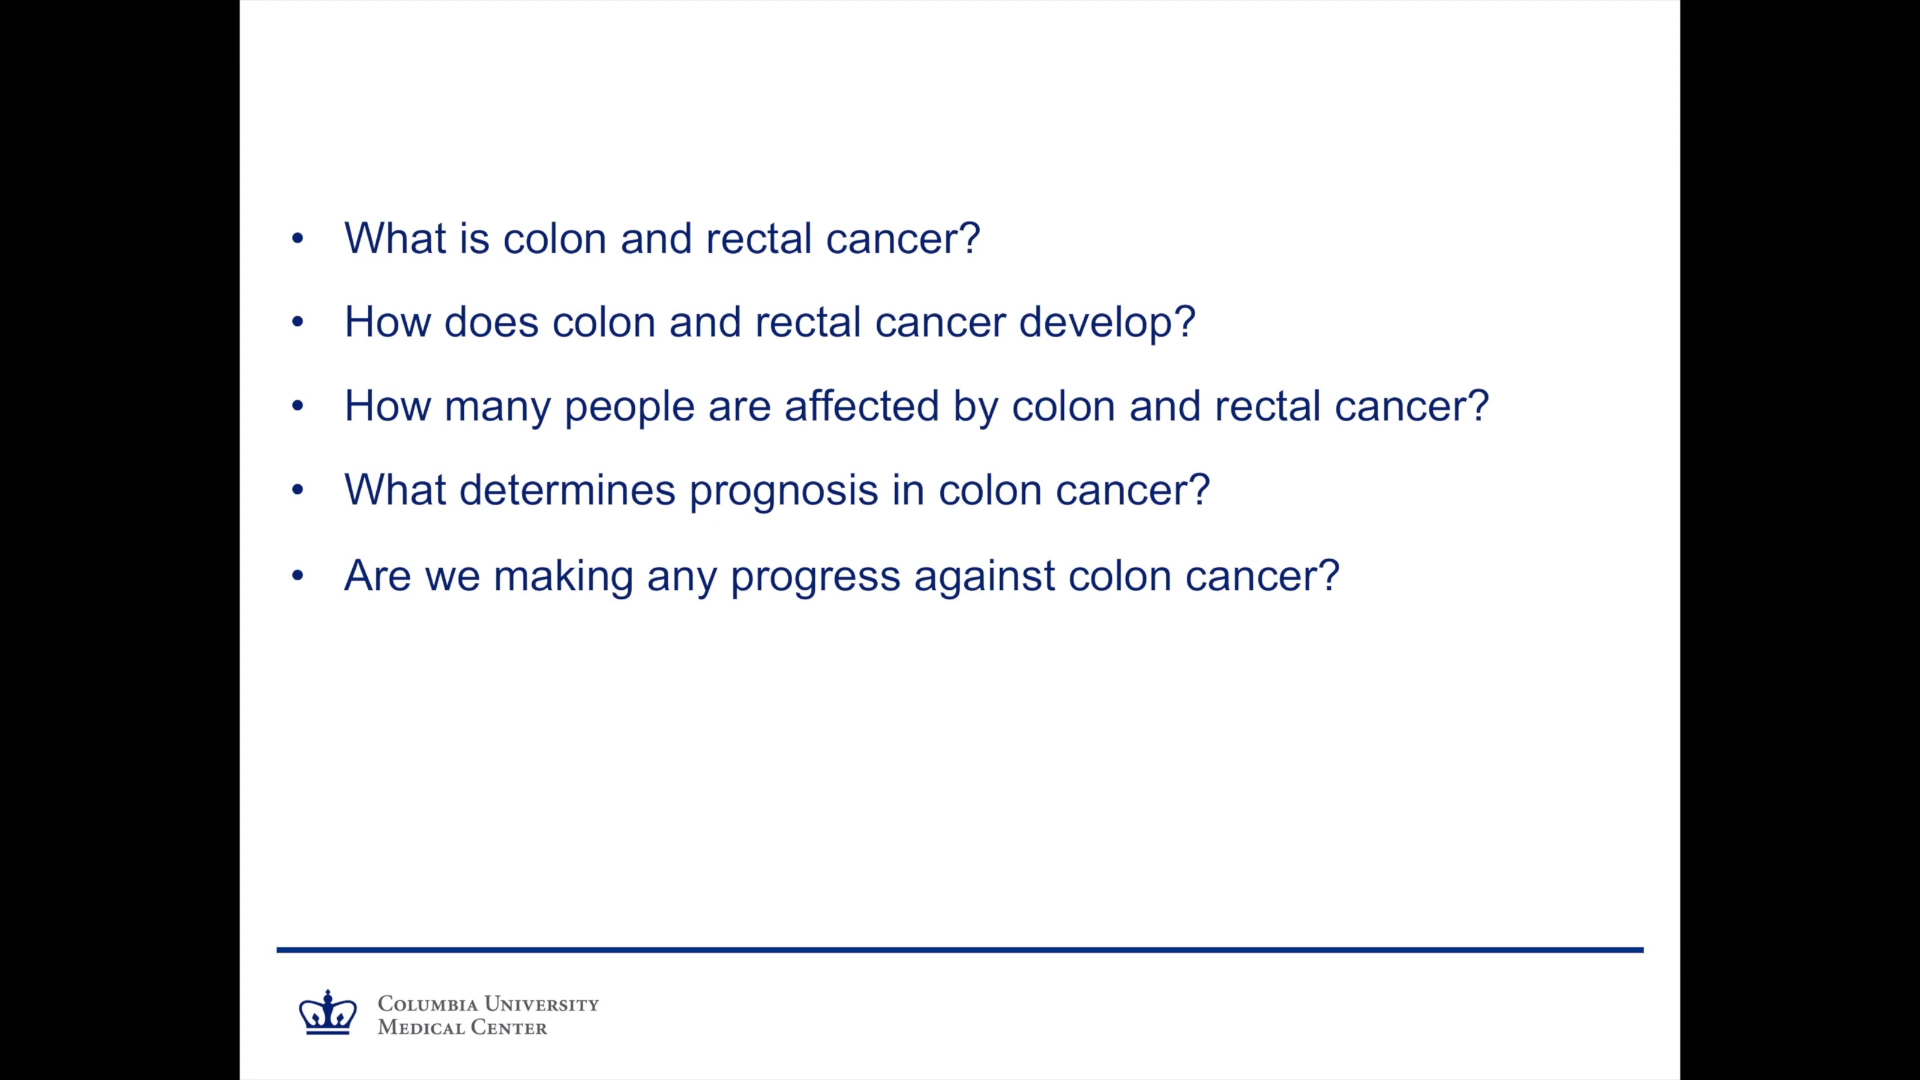 • What is colon and rectal cancer?
• How does colon and rectal cancer develop?
• How many people are affected by colon and rectal cancer?
• What determines prognosis in colon cancer?
• Are we making any progress against colon cancer?
COLUMBIA UNIVERSITY
MEDICAL CENTER